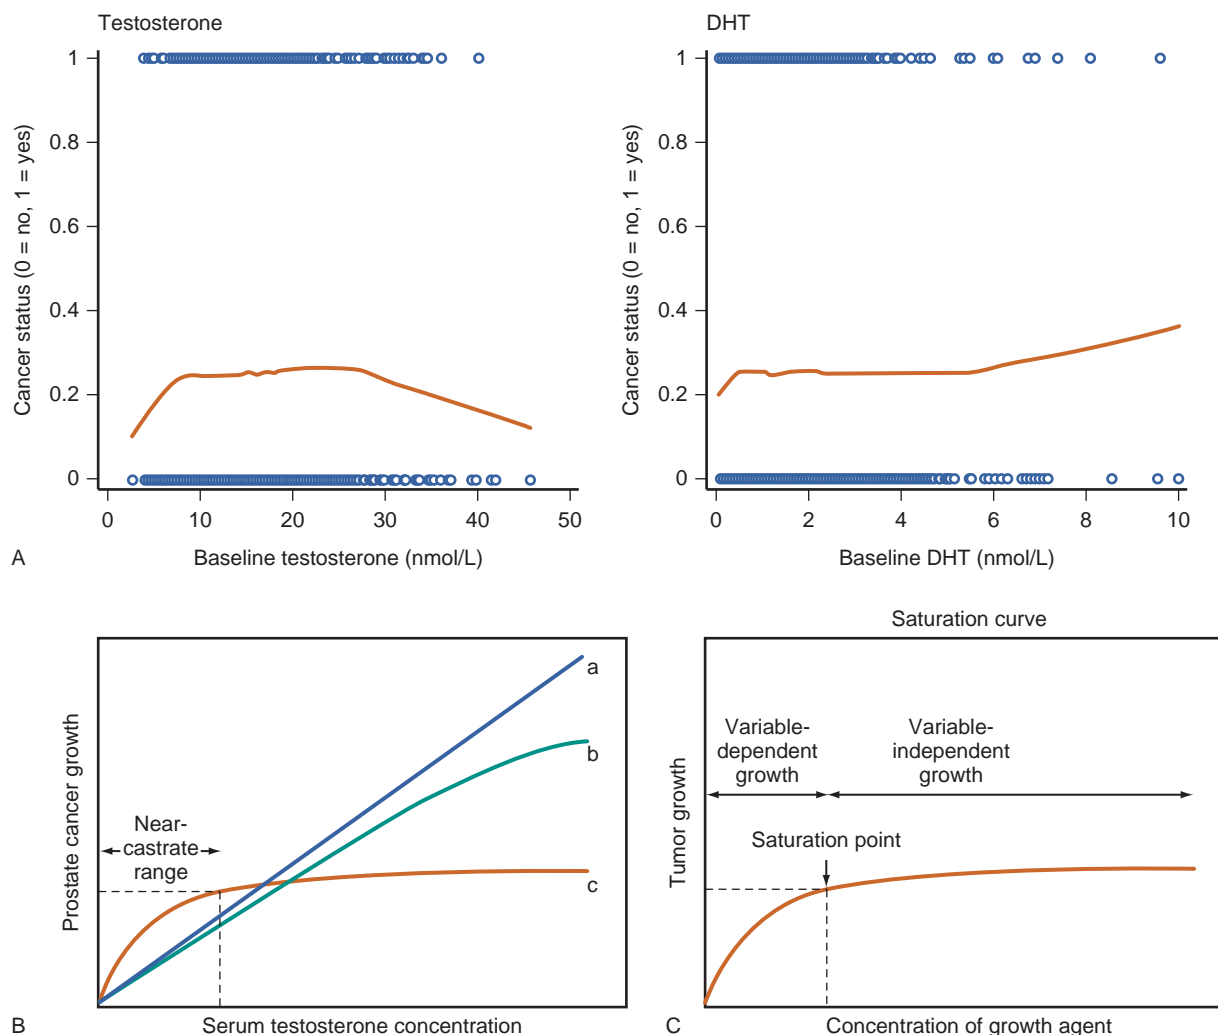 Testosterone
1
0.8
0.6
0.4
0.2
0
Cancer status (0 = no, 1 = yes)
0 10 20 30 40 50
Baseline testosterone (nmol/L)
DHT
1
0.8
0.6
0.4
0.2
0
Cancer status (0 = no, 1 = yes)
0 2 4 6 8 10
Baseline DHT (nmol/L)
A
Prostate cancer growth
Near-
castrate
range
a
b
c
Serum testosterone concentration
B
Saturation curve
Tumor growth
Variable-
dependent
growth
Variable-
independent
growth
Saturation point
Concentration of growth agent
C